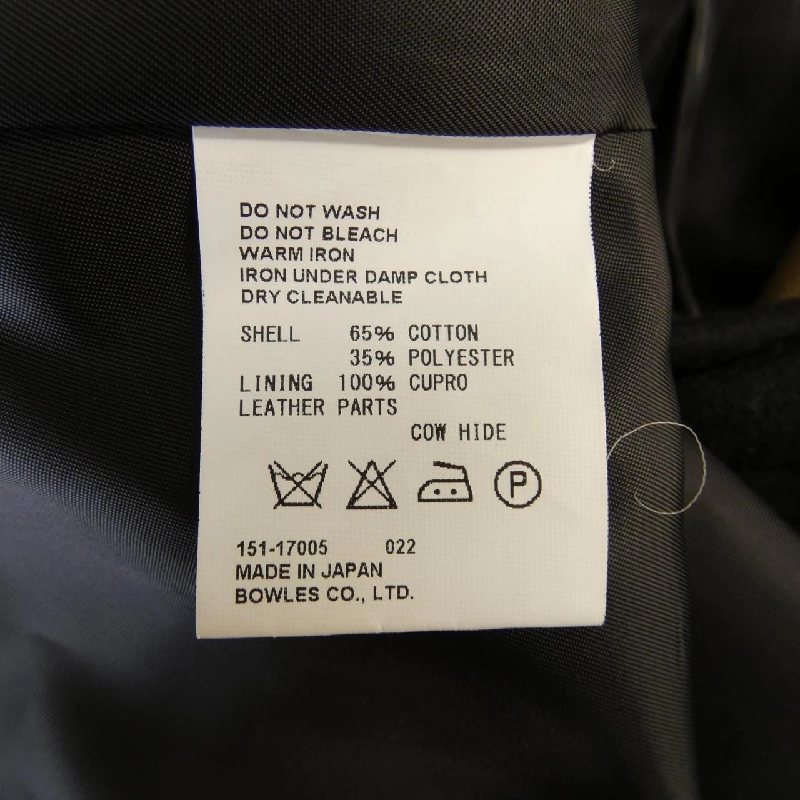 DO NOT WASH
DO NOT BLEACH
WARM IRON
IRON UNDER DAMP CLOTH
DRY CLEANABLE
SHELL 65% COTTON
35% POLYESTER
LINING 100% CUPRO
LEATHER PARTS
COW HIDE
P
151-17005 022
MADE IN JAPAN
BOWLES CO., LTD.